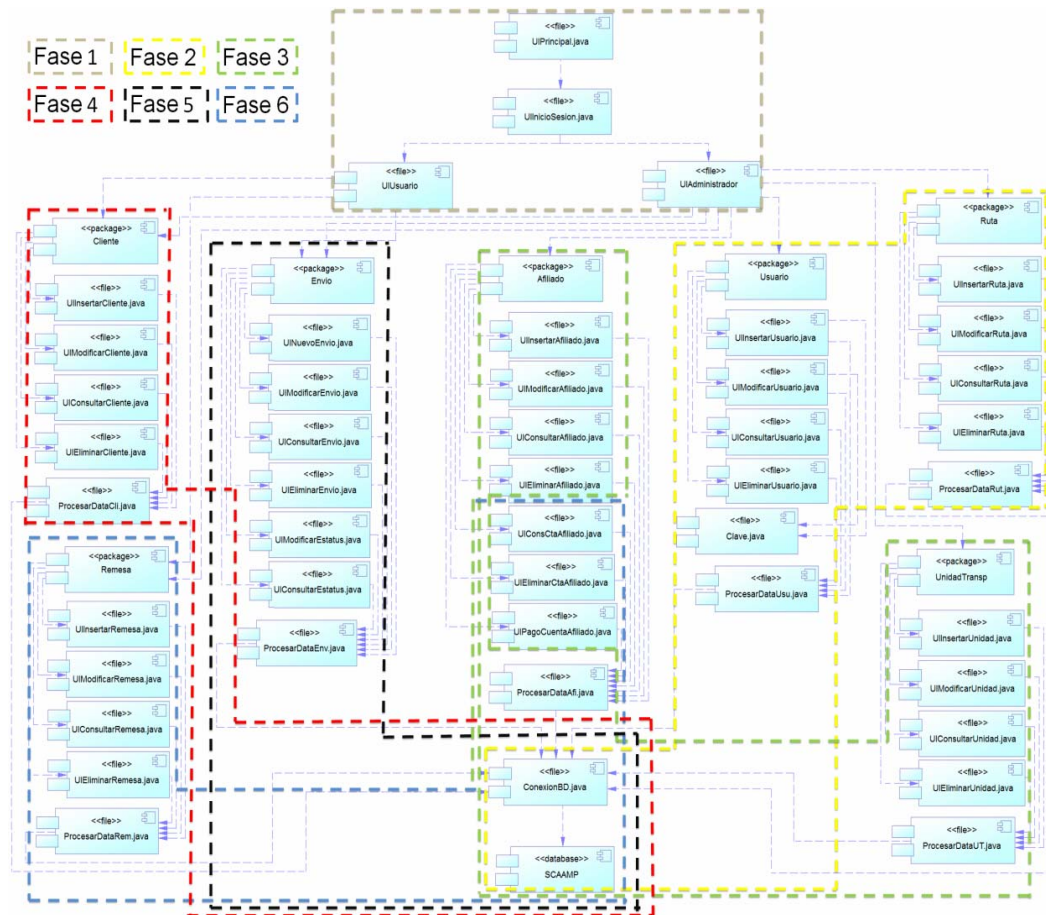 Fase 1
Fase 2
Fase 3
Fase 4
Fase 5
Fase 6
<<file>>
UIPrincipal.java
<<file>>
UIInicioSesion.java
<<file>>
UIUsuario
<<file>>
UIAdministrador
<<package>>
Cliente
<<file>>
UIInsertarCliente.java
<<file>>
UIModificarCliente.java
<<file>>
UIConsultarCliente.java
<<file>>
UIEliminarCliente.java
<<file>>
ProcesarDataCli.java
<<package>>
Remesa
<<file>>
UIInsertarRemesa.java
<<file>>
UIModificarRemesa.java
<<file>>
UIConsultarRemesa.java
<<file>>
UIEliminarRemesa.java
<<file>>
ProcesarDataRem.java
<<package>>
Envio
<<file>>
UINuevoEnvio.java
<<file>>
UIModificarEnvio.java
<<file>>
UIConsultarEnvio.java
<<file>>
UIEliminarEnvio.java
<<file>>
UIModificarEstatus.java
<<file>>
UIConsultarEstatus.java
<<file>>
ProcesarDataEnv.java
<<package>>
Afiliado
<<file>>
UIInsertarAfiliado.java
<<file>>
UIModificarAfiliado.java
<<file>>
UIConsultarAfiliado.java
<<file>>
UIEliminarAfiliado.java
<<file>>
UIConsCtaAfiliado.java
<<file>>
UIEliminarCtaAfiliado.java
<<file>>
UIPagoCuentaAfiliado.java
<<file>>
ProcesarDataAfi.java
<<file>>
ConexionBD.java
<<database>>
SCAAMP
<<package>>
Usuario
<<file>>
UIInsertarUsuario.java
<<file>>
UIModificarUsuario.java
<<file>>
UIConsultarUsuario.java
<<file>>
UIEliminarUsuario.java
<<file>>
Clave.java
<<file>>
ProcesarDataUsu.java
<<package>>
Ruta
<<file>>
UIInsertarRuta.java
<<file>>
UIModificarRuta.java
<<file>>
UIConsultarRuta.java
<<file>>
UIEliminarRuta.java
<<file>>
ProcesarDataRut.java
<<package>>
UnidadTransp
<<file>>
UIInsertarUnidad.java
<<file>>
UIModificarUnidad.java
<<file>>
UIConsultarUnidad.java
<<file>>
UIEliminarUnidad.java
<<file>>
ProcesarDataUT.java